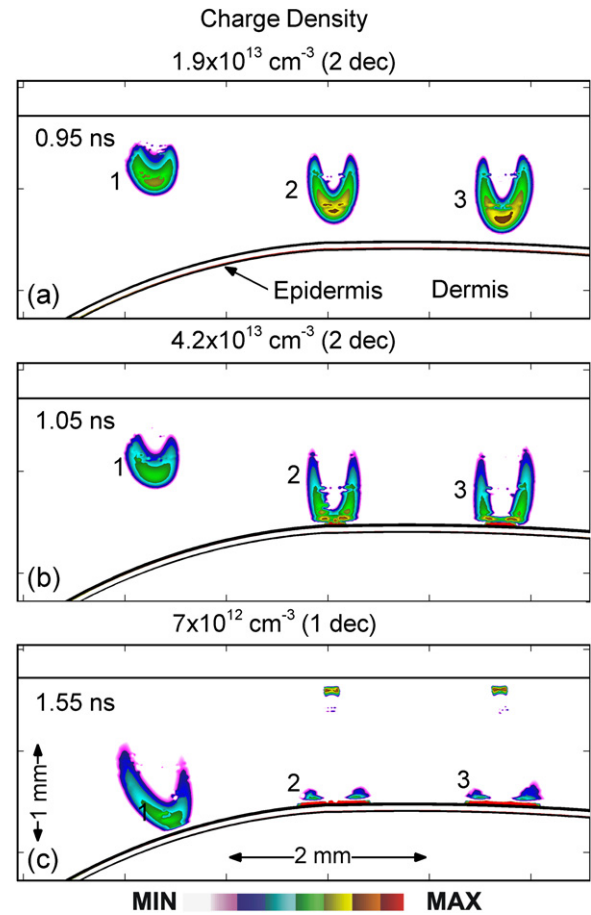 Charge Density
1.9x10¹³ cm⁻³ (2 dec)
0.95 ns
1
2
3
(a)
Epidermis
Dermis
4.2x10¹³ cm⁻³ (2 dec)
1.05 ns
1
2
3
(b)
7x10¹² cm⁻³ (1 dec)
1.55 ns
1 mm
1
2
3
(c)
2 mm
MIN
MAX